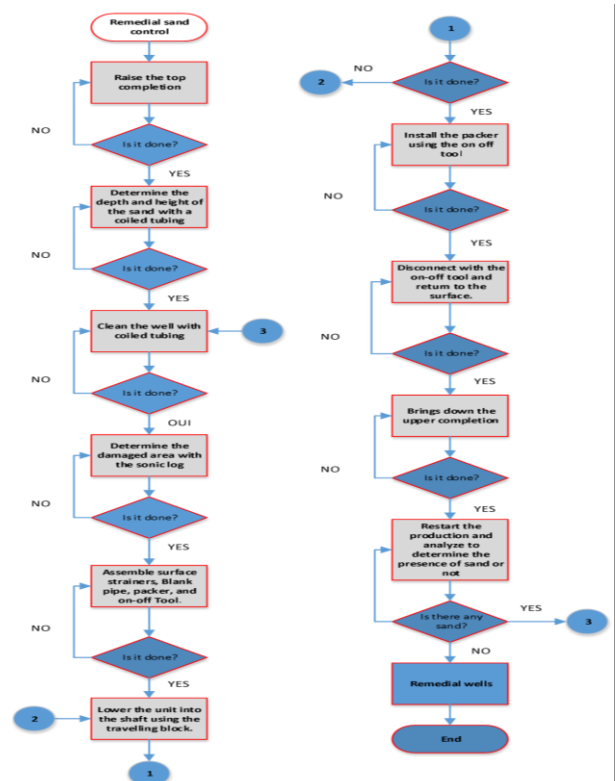 Remedial sand
control
Raise the top
completion
NO
Is it done?
YES
Determine the
depth and height of
the sand with a
coiled tubing
NO
Is it done?
YES
Clean the well with
coiled tubing
3
NO
Is it done?
OUI
Determine the
damaged area with
the sonic log
NO
Is it done?
YES
Assemble surface
strainers, Blank
pipe, packer, and
on-off Tool.
NO
Is it done?
YES
2
Lower the unit into
the shaft using the
travelling block.
1
1
NO
2
Is it done?
YES
Install the packer
using the on off
tool
NO
Is it done?
YES
Disconnect with the
on-off tool and
return to the
surface.
NO
Is it done?
YES
Brings down the
upper completion
NO
Is it done?
YES
Restart the
production and
analyze to
determine the
presence of sand or
not
Is there any
sand?
YES
3
NO
Remedial wells
End